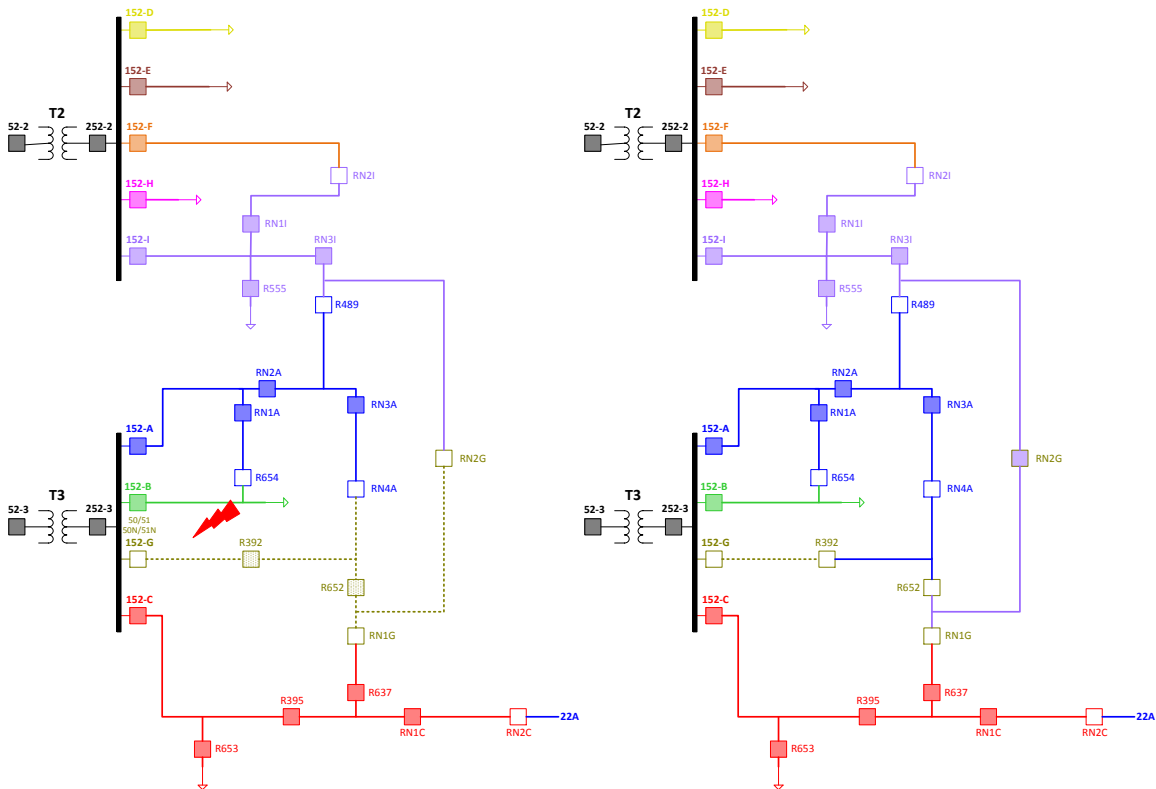 152-D
152-E
T2
52-2
252-2
152-F
RN2I
152-H
RN1I
152-I
RN3I
R555
R489
RN2A
RN3A
RN1A
152-A
RN2G
R654
RN4A
152-B
T3
52-3
252-3
50/51
50N/51N
152-G
R392
R652
152-C
RN1G
R637
R395
RN1C
RN2C
22A
R653
152-D
152-E
T2
52-2
252-2
152-F
RN2I
152-H
RN1I
152-I
RN3I
R555
R489
RN2A
RN3A
RN1A
152-A
RN2G
R654
RN4A
152-B
T3
52-3
252-3
152-G
R392
R652
152-C
RN1G
R637
R395
RN1C
RN2C
22A
R653